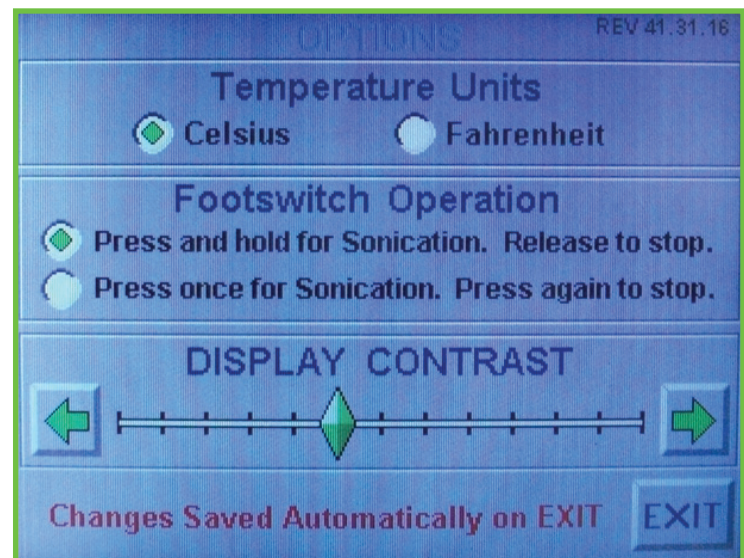 OPTIONS
REV 41.31.16
Temperature Units
Celsius
Fahrenheit
Footswitch Operation
Press and hold for Sonication. Release to stop.
Press once for Sonication. Press again to stop.
DISPLAY CONTRAST
Changes Saved Automatically on EXIT
EXIT